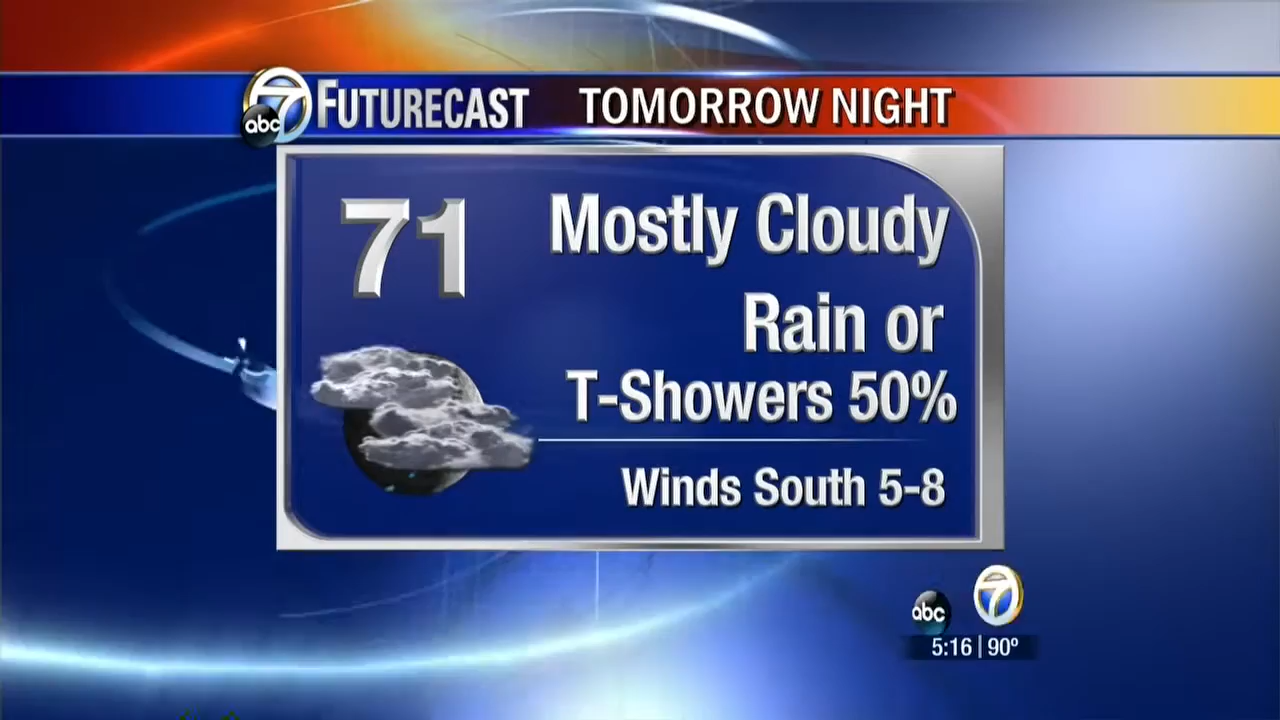 7 abc FUTURECAST TOMORROW NIGHT
71
Mostly Cloudy
Rain or
T-Showers 50%
Winds South 5-8
abc 7
5:16 | 90º